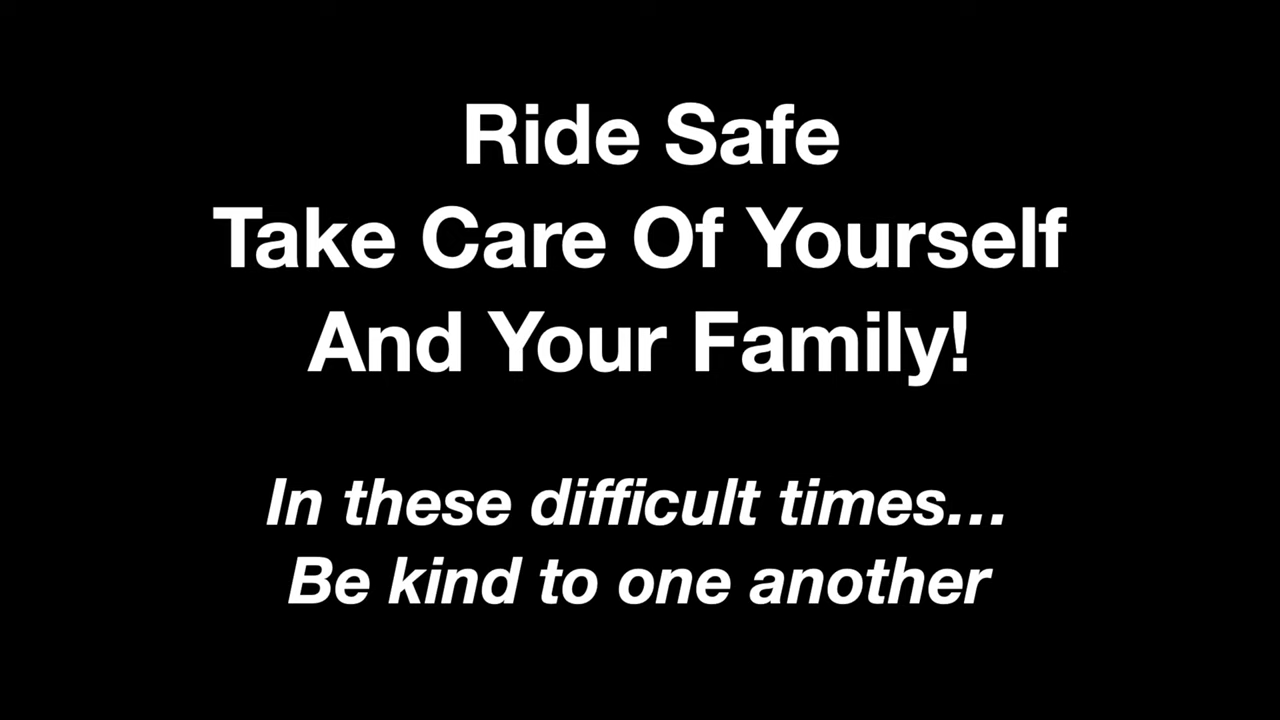 Ride Safe
Take Care Of Yourself
And Your Family!
In these difficult times...
Be kind to one another